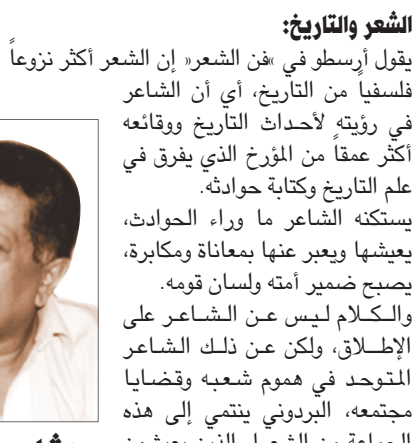 الشعر والتاريخ:
يقول أرسطو في «فن الشعر» إن الشعر أكثر نزوعاً
فلسفياً من التاريخ، أي أن الشاعر
في رؤيته لأحداث التاريخ ووقائعه
أكثر عمقاً من المؤرخ الذي يفرق في
علم التاريخ وكتابة حوادثه.
يستكنه الشاعر ما وراء الحوادث،
يعيشها ويعبر عنها بمعاناة ومكابرة،
يصبح ضمير أمته ولسان قومه.
والكلام ليس عن الشاعر على
الإطلاق، ولكن عن ذلك الشاعر
المتوحد في هموم شعبه وقضايا
مجتمعه، البردوني ينتمي إلى هذه